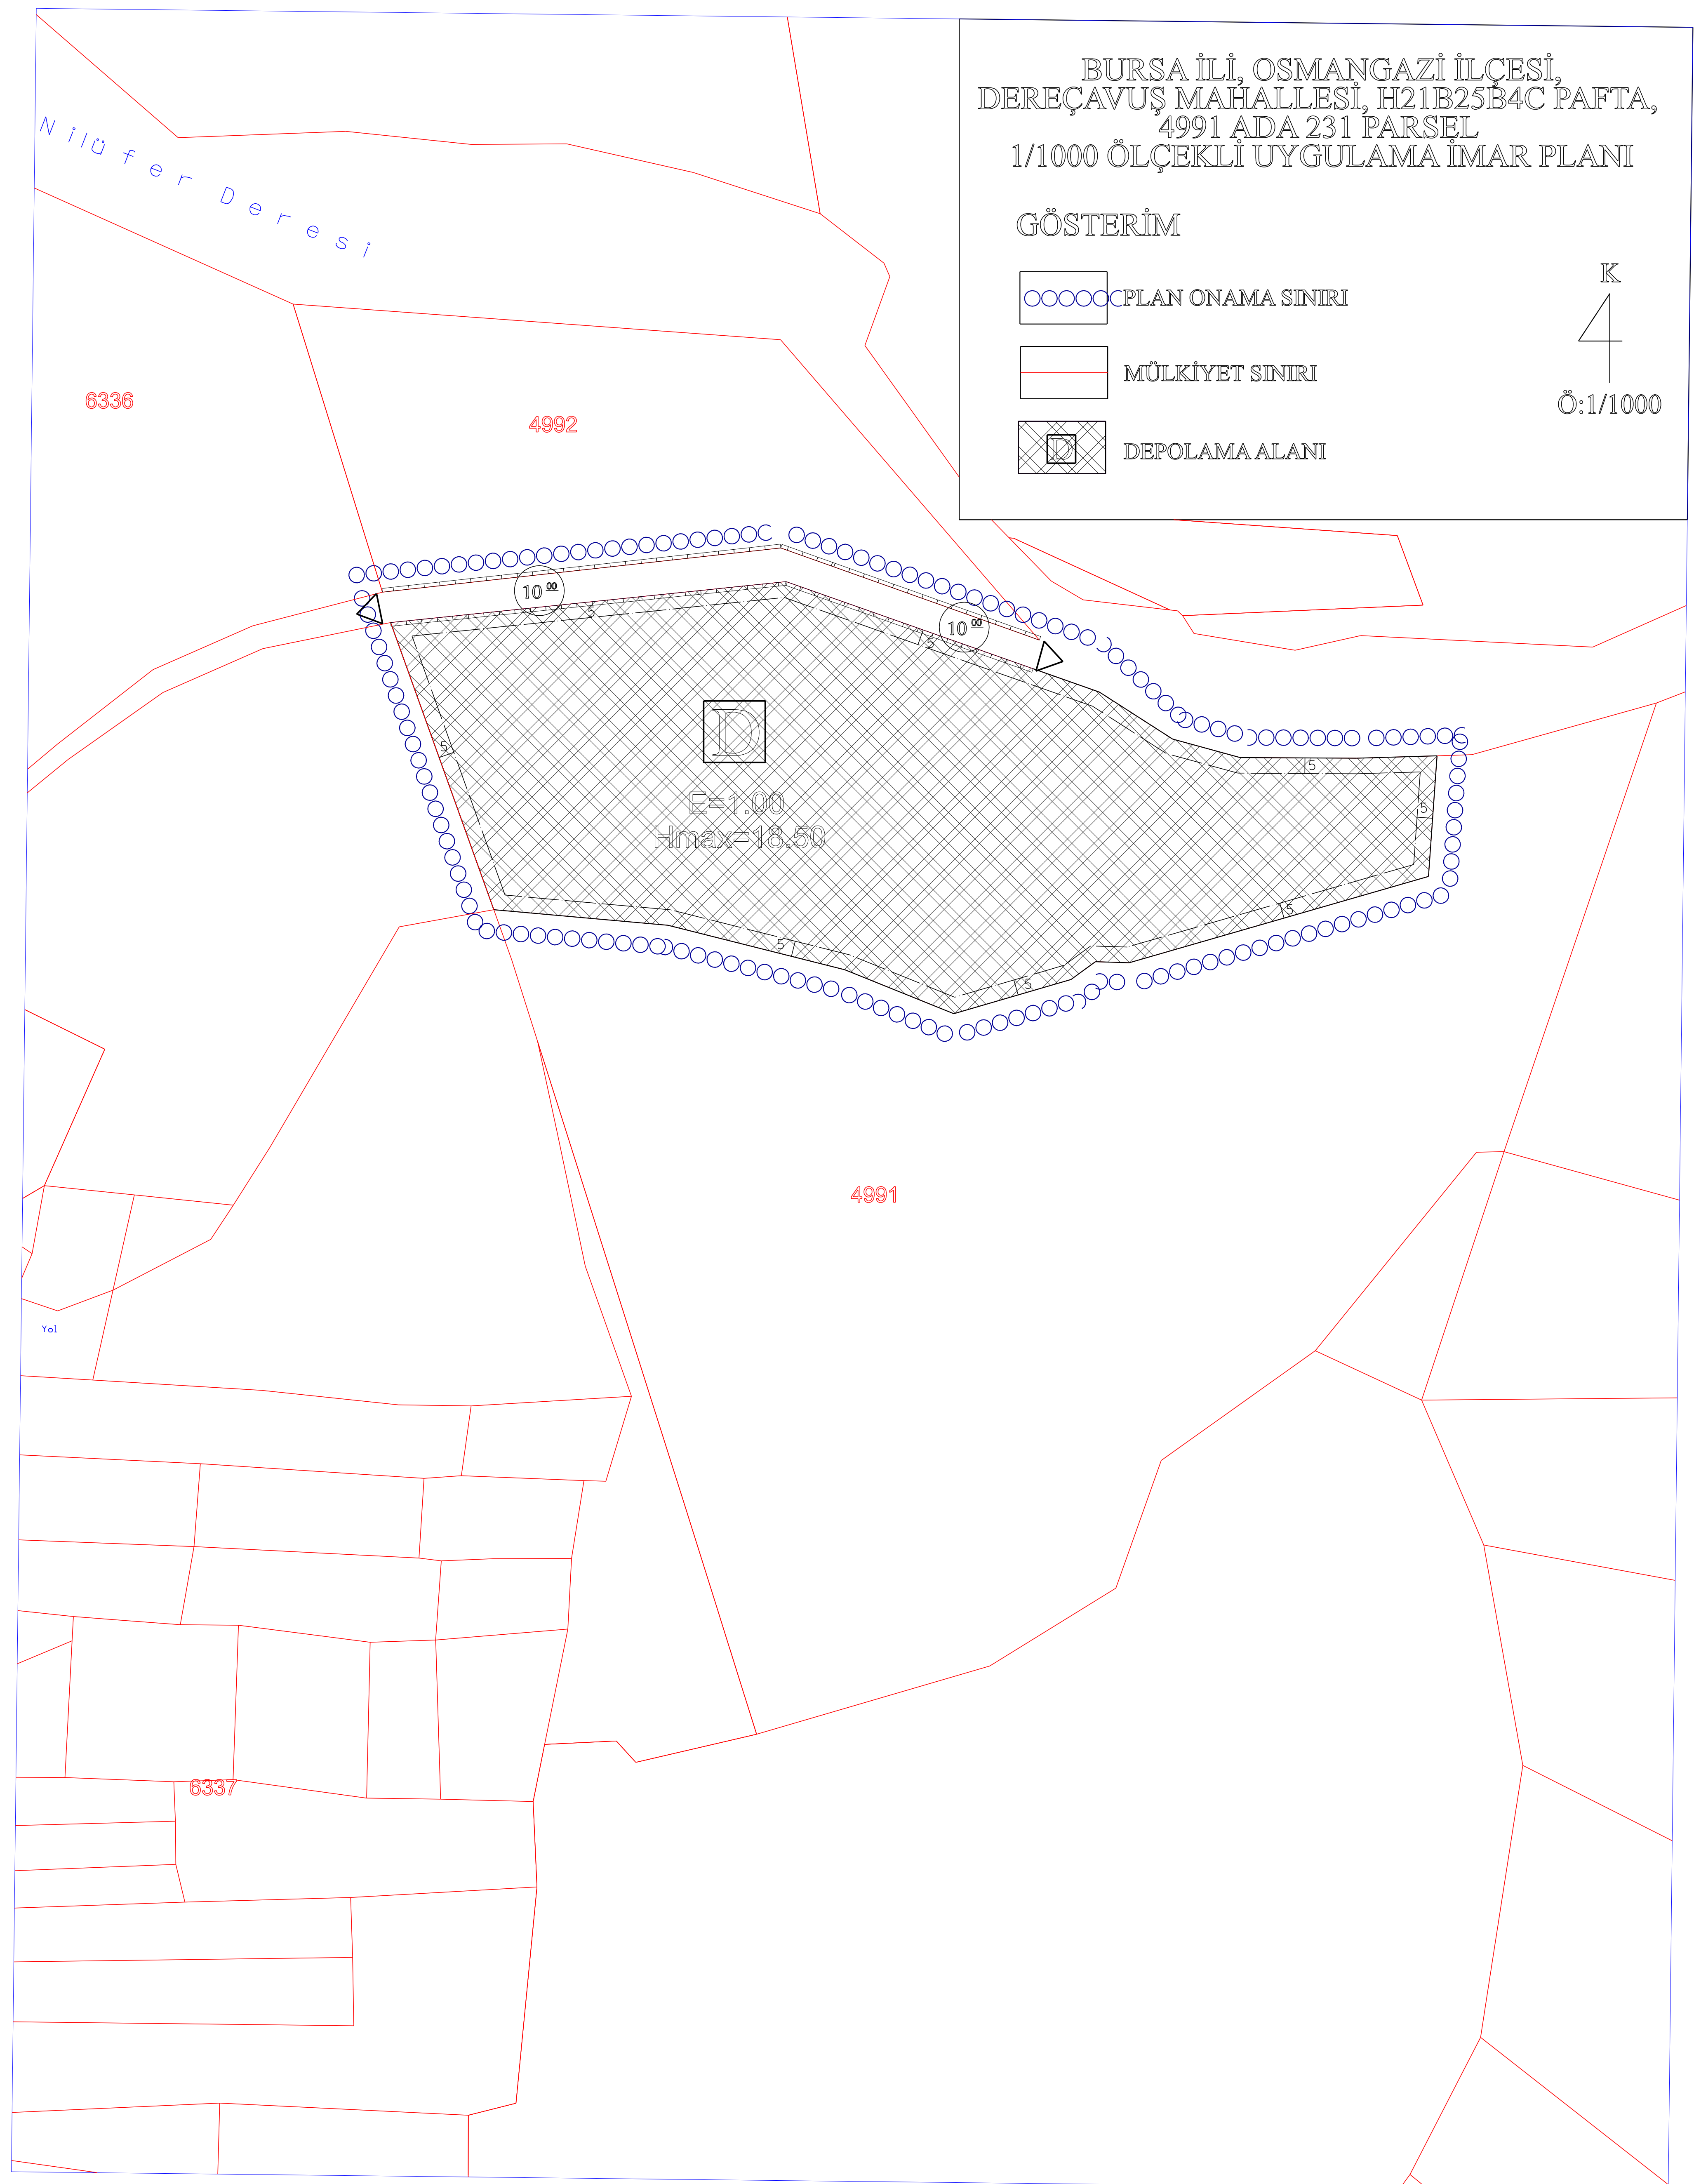 BURSA İLİ, OSMANGAZİ İLÇESİ,
DEREÇAVUŞ MAHALLESİ, H21B25B4C PAFTA,
4991 ADA 231 PARSEL
1/1000 ÖLÇEKLİ UYGULAMA İMAR PLANI
GÖSTERİM
PLAN ONAMA SINIRI
MÜLKİYET SINIRI
D
DEPOLAMA ALANI
K
Ö:1/1000
Nilüfer Deresi
6336
4992
10 00
10 00
5
5
5
5
5
5
5
5
D
E=1.00
Hmax=18.50
4991
Yol
6337